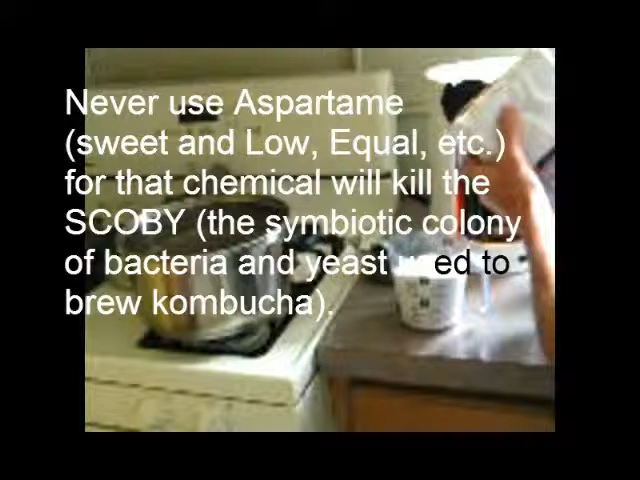 Never use Aspartame
(sweet and Low, Equal, etc.)
for that chemical will kill the
SCOBY (the symbiotic colony
of bacteria and yeast used to
brew kombucha).